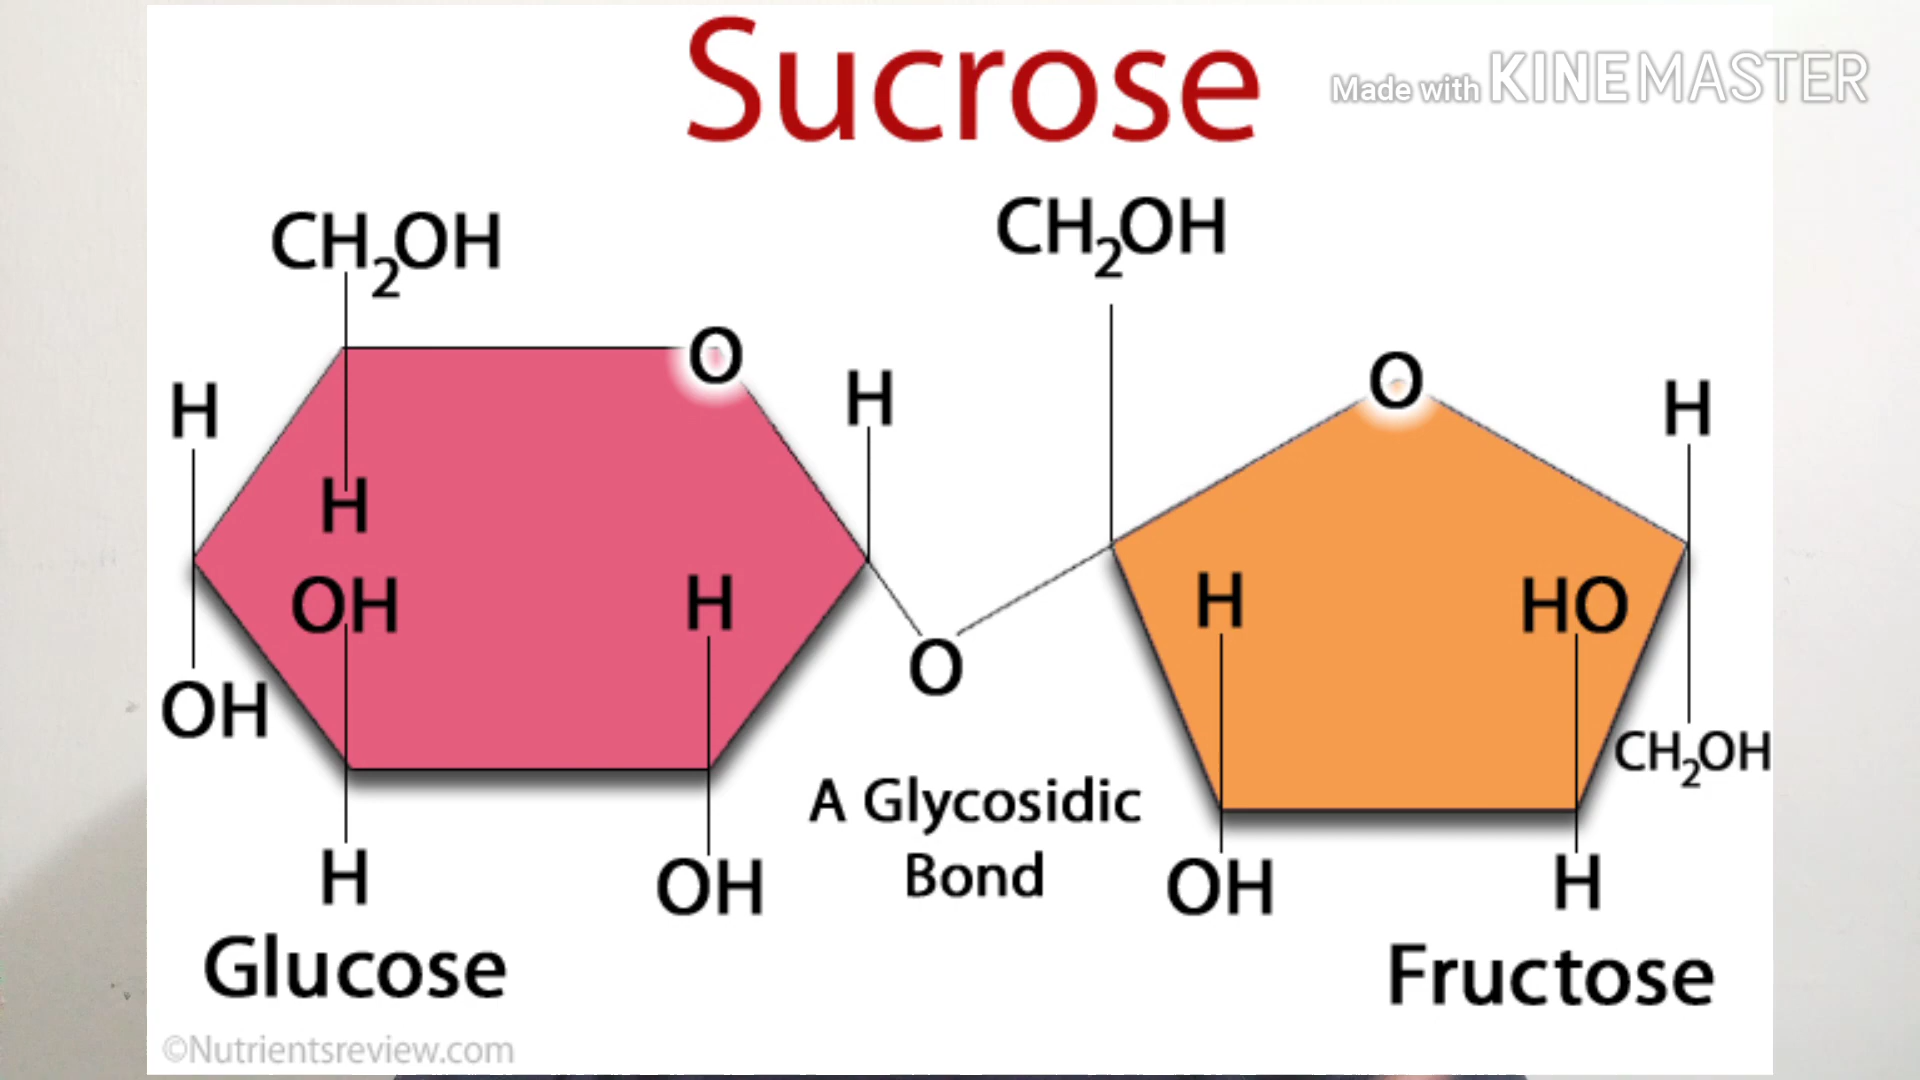 Sucrose
Made with KINEMASTER
CH2OH
CH2OH
O
O
H
H
H
H
OH
H
H
HO
O
OH
CH2OH
A Glycosidic
Bond
H
OH
OH
H
Glucose
Fructose
©Nutrientsreview.com